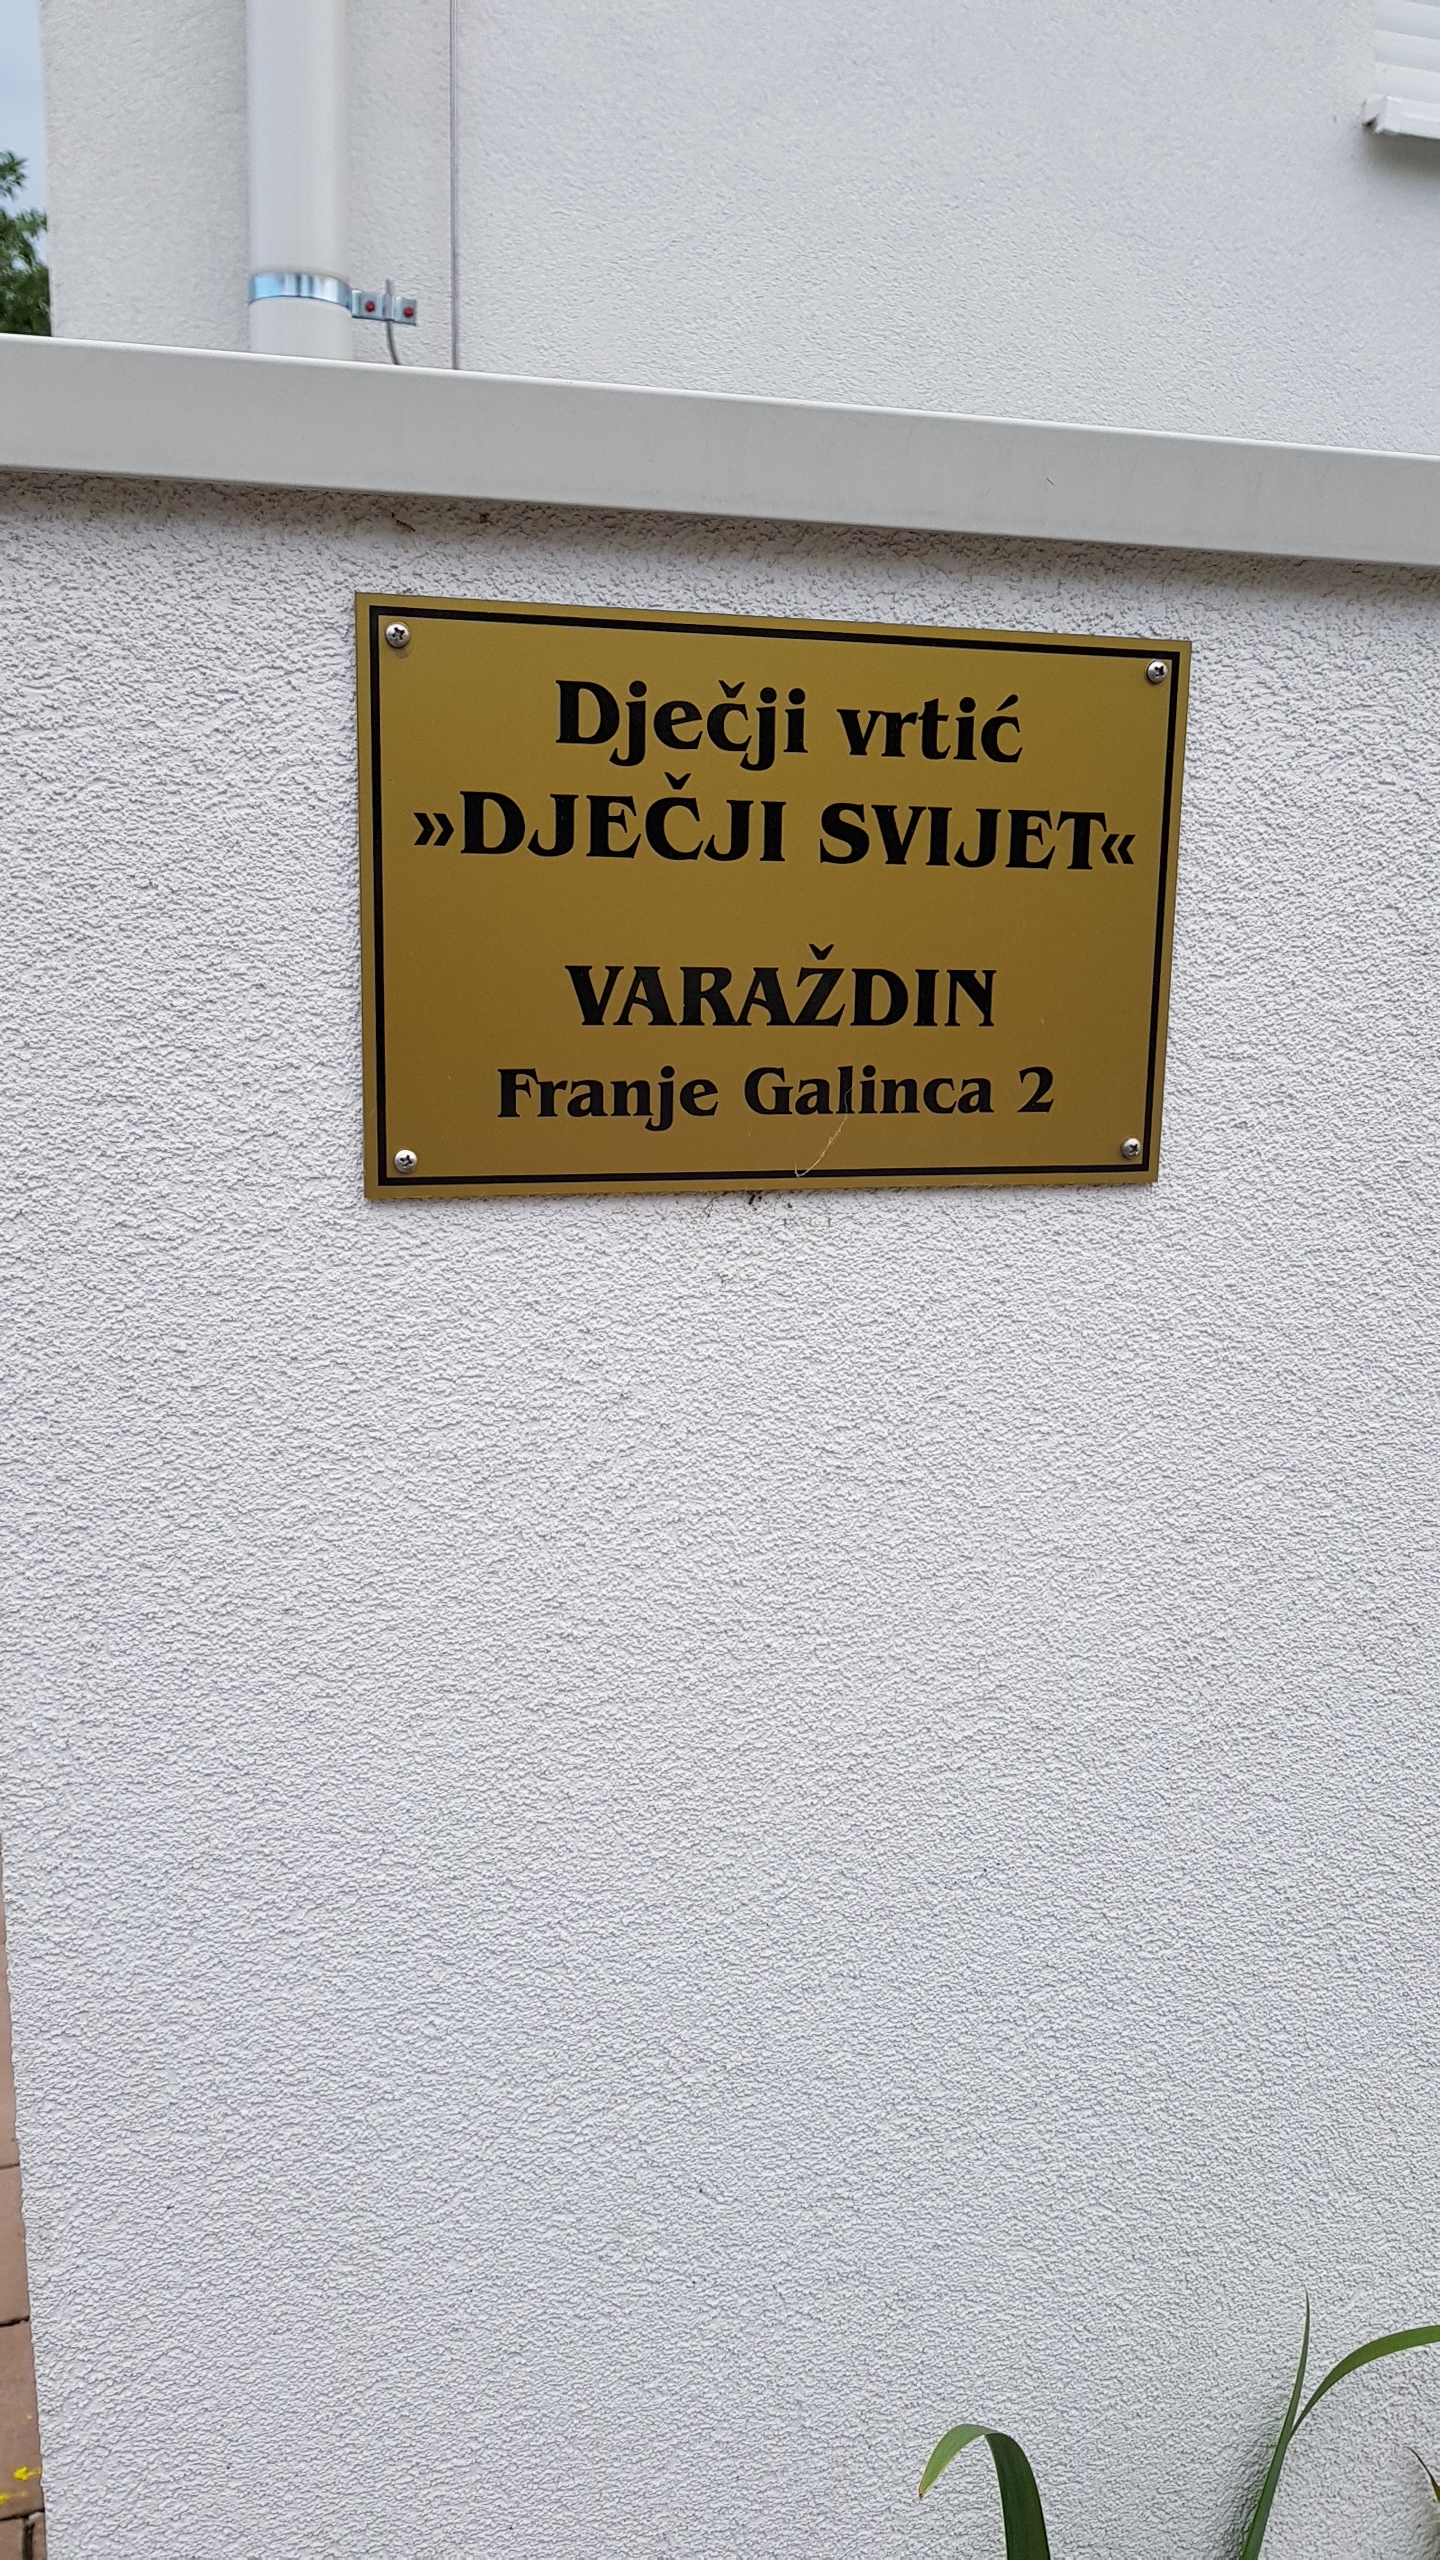 Dječji vrtić
»DJEČJI SVIJET«
VARAŽDIN
Franje Galinca 2